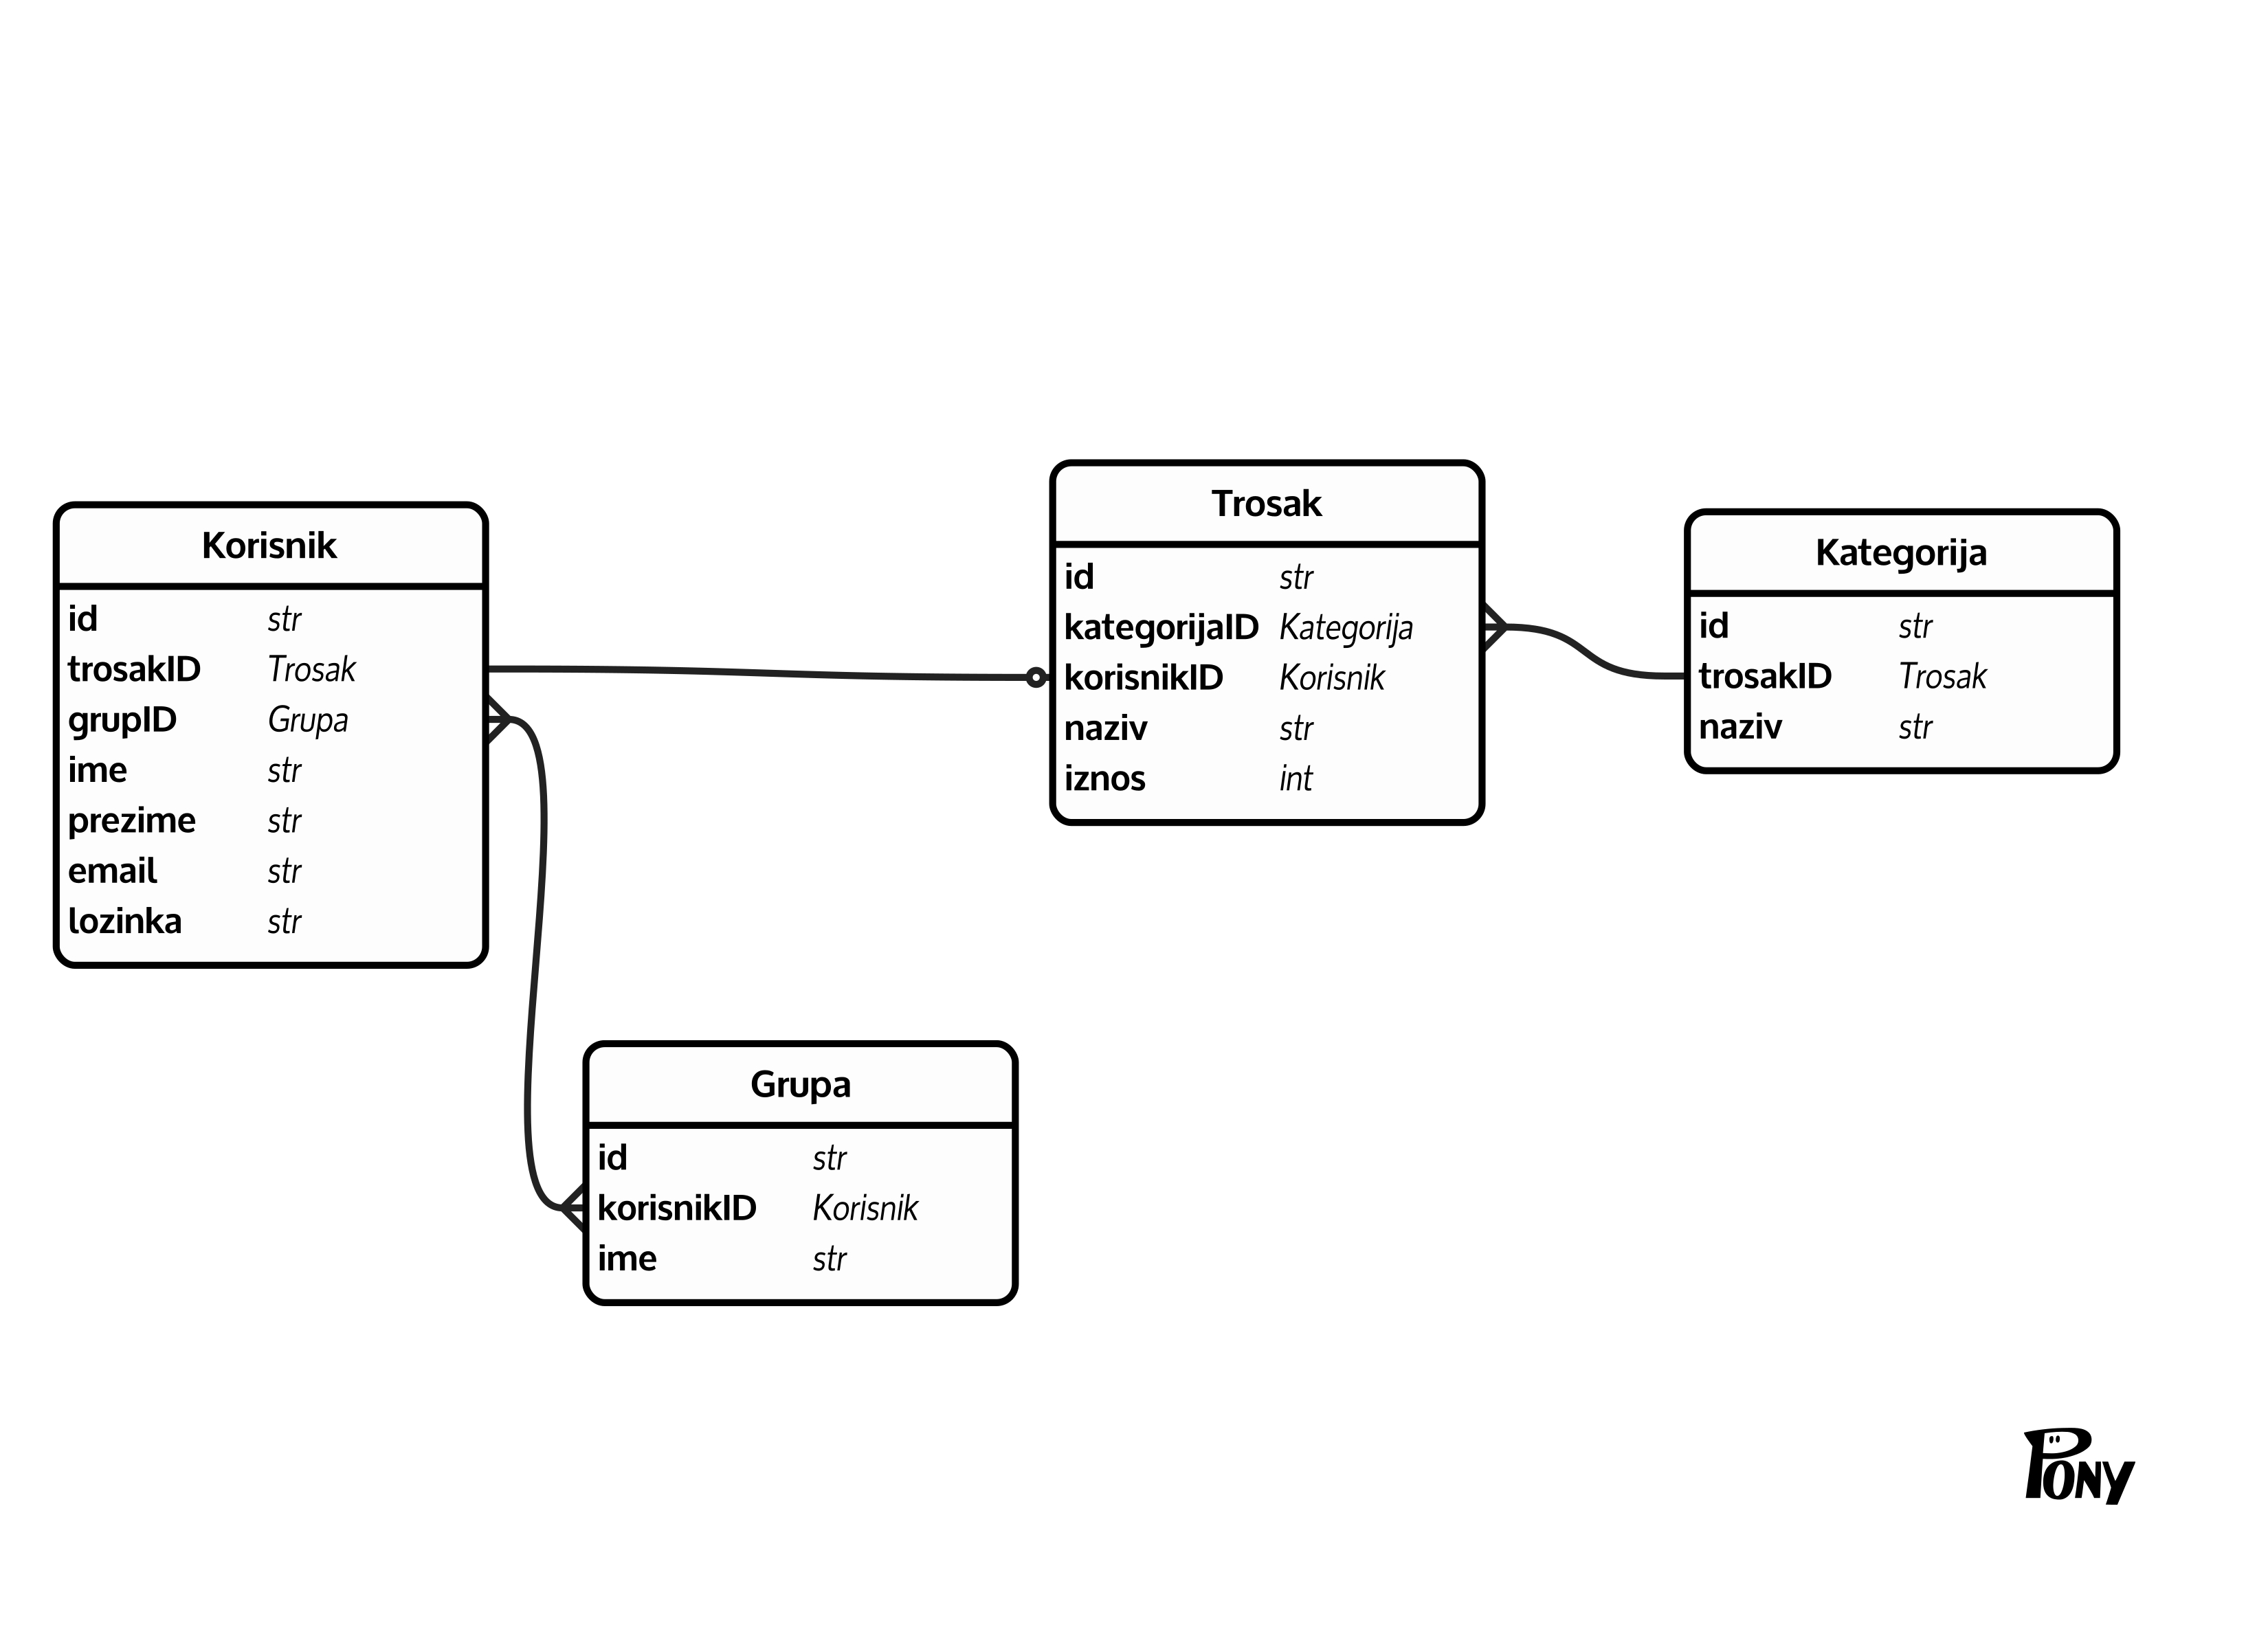 Korisnik
id str
trosakID Trosak
grupID Grupa
ime str
prezime str
email str
lozinka str
Trosak
id str
kategorijaID Kategorija
korisnikID Korisnik
naziv str
iznos int
Kategorija
id str
trosakID Trosak
naziv str
Grupa
id str
korisnikID Korisnik
ime str
PONY